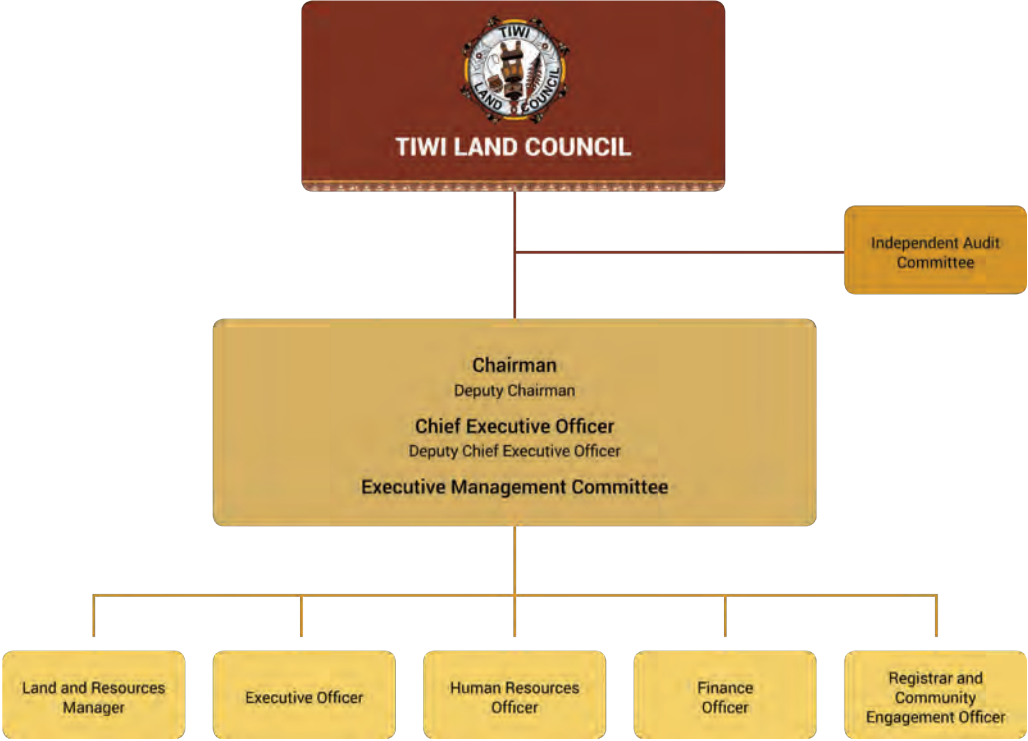 TIWI
LAND COUNCIL
TIWI LAND COUNCIL
Independent Audit
Committee
Chairman
Deputy Chairman
Chief Executive Officer
Deputy Chief Executive Officer
Executive Management Committee
Land and Resources
Manager
Executive Officer
Human Resources
Officer
Finance
Officer
Registrar and
Community
Engagement Officer